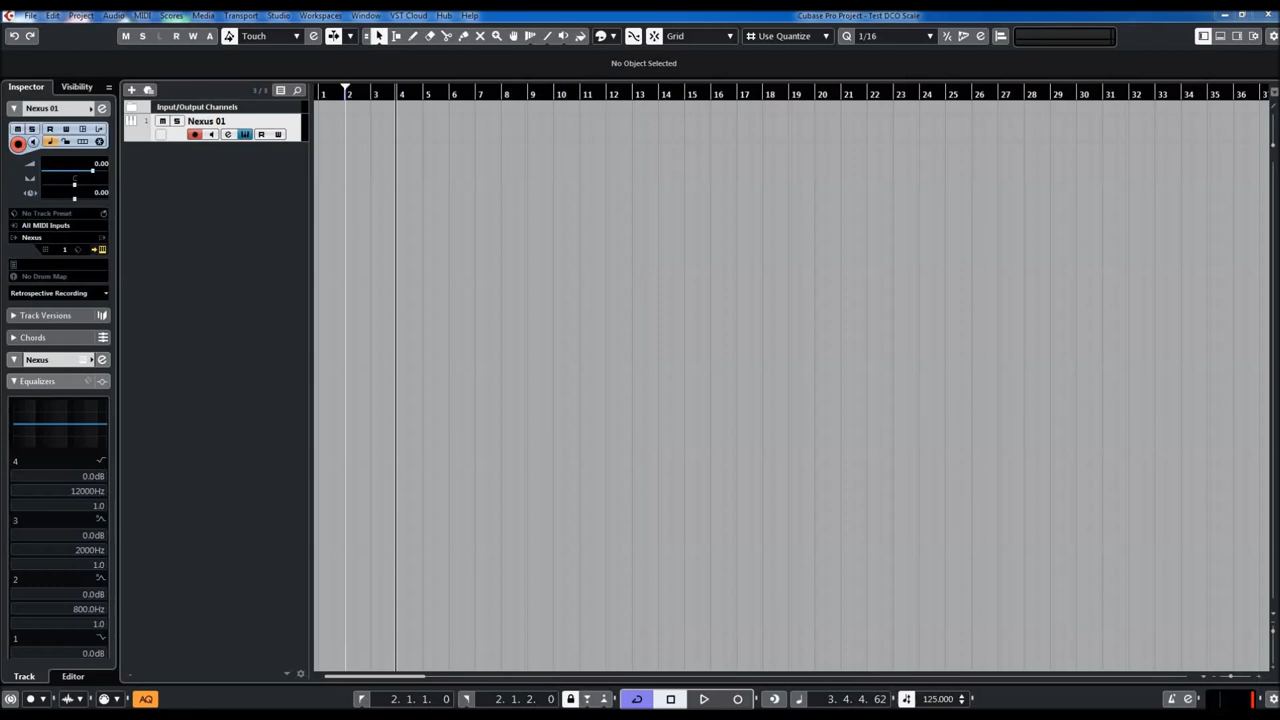 File Edit Project Audio MIDI Scores Media Transport Studio Workspaces Window VST Cloud Hub Help
Cubase Pro Project - Test DCO Scale
M S L R W A Touch Grid Use Quantize Q 1/16
No Object Selected
Inspector Visibility
3 / 3
1 2 3 4 5 6 7 8 9 10 11 12 13 14 15 16 17 18 19 20 21 22 23 24 25 26 27 28 29 30 31 32 33 34 35 36 37
Nexus 01
Input/Output Channels
1 m S Nexus 01
e R W
m S R W
0.00
C
0.00
No Track Preset
All MIDI Inputs
Nexus
1
No Drum Map
Retrospective Recording
Track Versions
Chords
Nexus
Equalizers
4
0.0dB
12000Hz
1.0
3
0.0dB
2000Hz
1.0
2
0.0dB
800.0Hz
1.0
1
0.0dB
Track Editor
AQ 2. 1. 1. 0 2. 1. 2. 0 3. 4. 4. 62 125.000